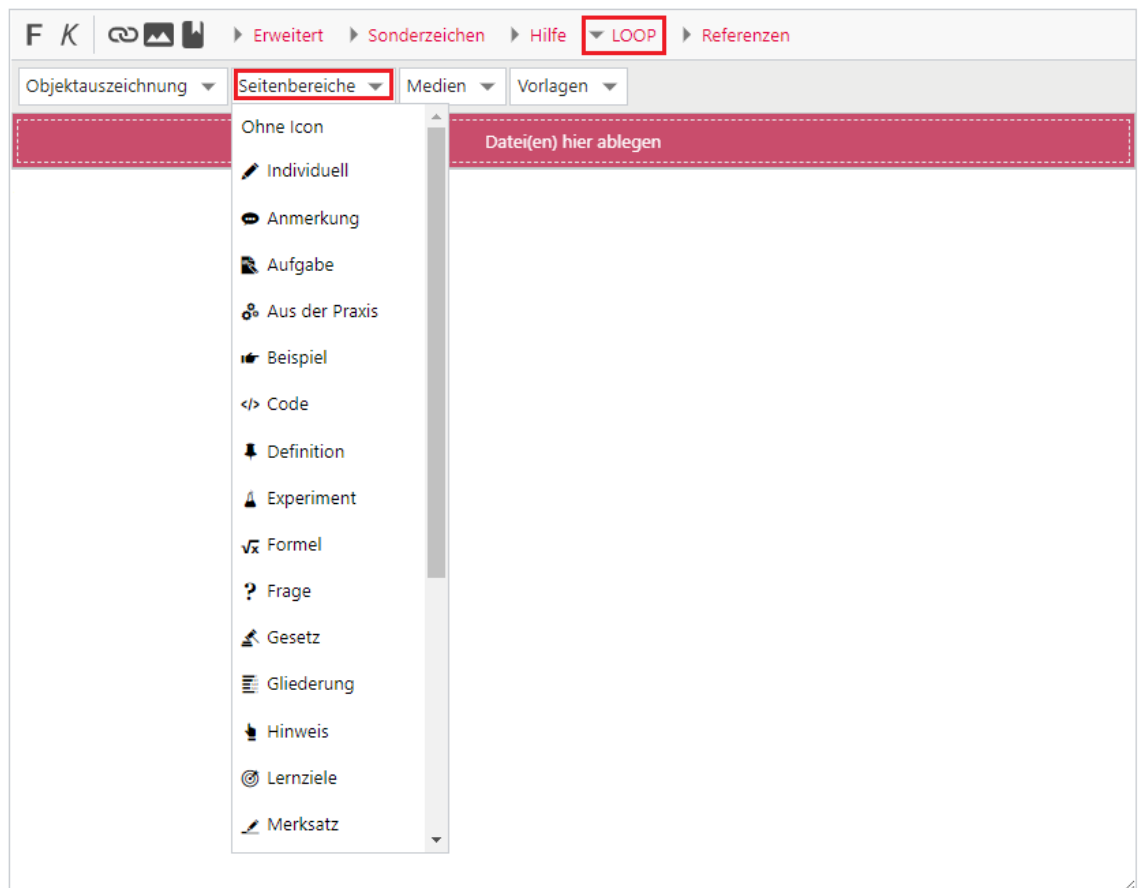 F K Erweitert Sonderzeichen Hilfe LOOP Referenzen
Objektauszeichnung Seitenbereiche Medien Vorlagen
Datei(en) hier ablegen
Ohne Icon
Individuell
Anmerkung
Aufgabe
Aus der Praxis
Beispiel
</> Code
Definition
Experiment
√x Formel
? Frage
Gesetz
Gliederung
Hinweis
Lernziele
Merksatz